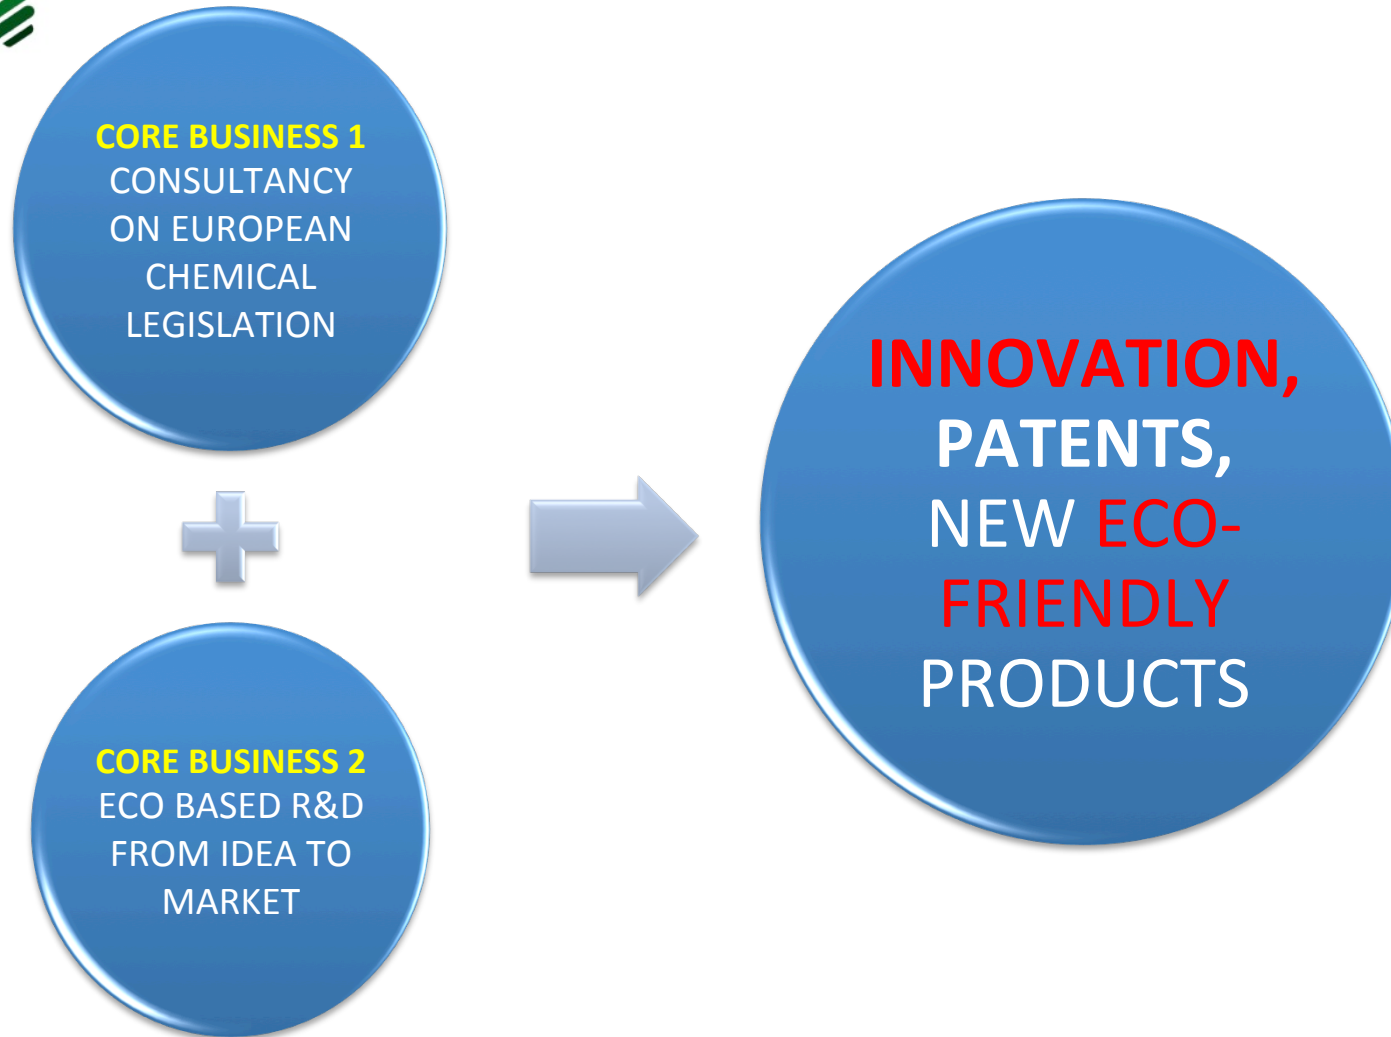 CORE BUSINESS 1
CONSULTANCY
ON EUROPEAN
CHEMICAL
LEGISLATION
CORE BUSINESS 2
ECO BASED R&D
FROM IDEA TO
MARKET
INNOVATION,
PATENTS,
NEW ECO-
FRIENDLY
PRODUCTS